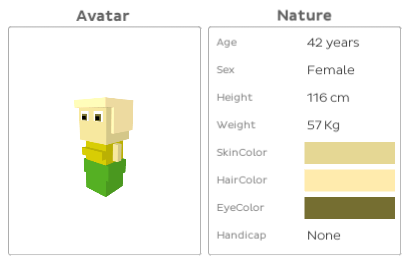 Avatar
Nature
Age 42 years
Sex Female
Height 116 cm
Weight 57 Kg
SkinColor
HairColor
EyeColor
Handicap None